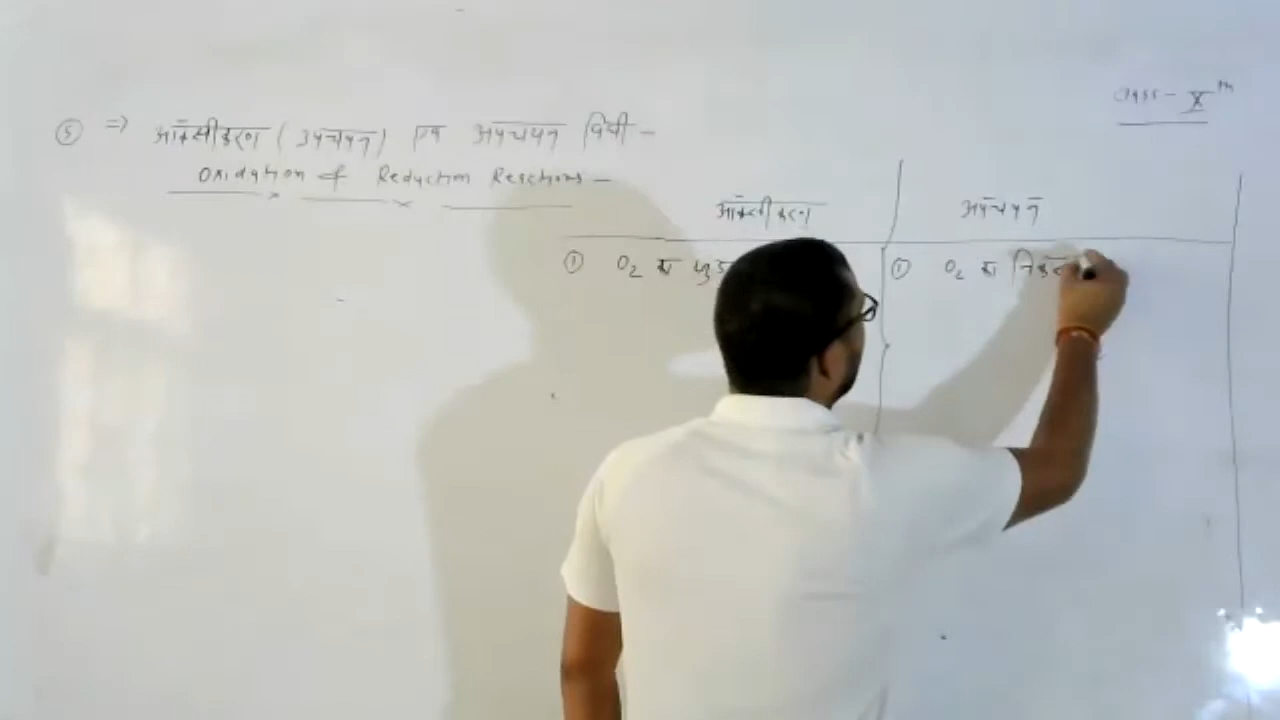 Class - Xth
⑤ ⇒ ऑक्सीकरण (उपचयन) एवं अपचयन विधी -
Oxidation & Reduction Reactions -
ऑक्सीकरण अपचयन
① O2 का ① O2 का